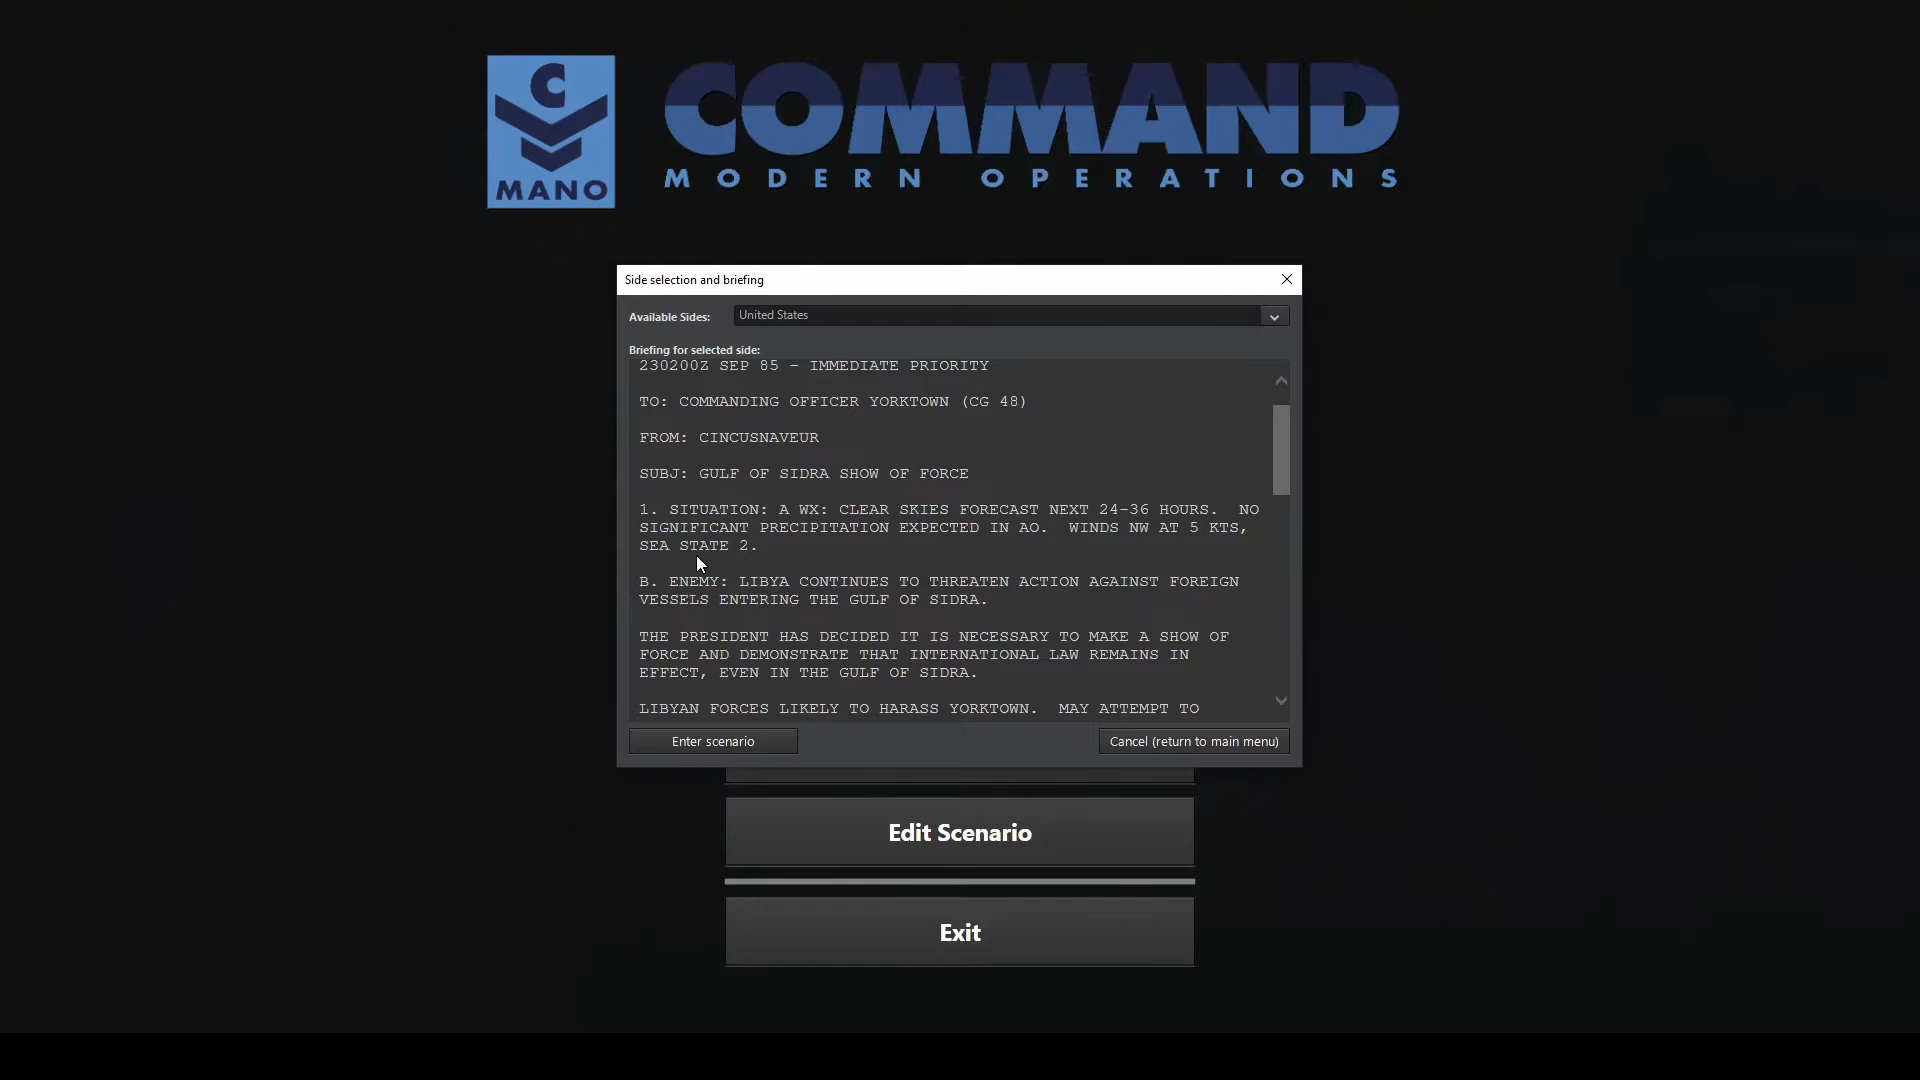 C
MANO
COMMAND
MODERN OPERATIONS
Side selection and briefing
Available Sides:
United States
Briefing for selected side:
230200Z SEP 85 – IMMEDIATE PRIORITY
TO: COMMANDING OFFICER YORKTOWN (CG 48)
FROM: CINCUSNAVEUR
SUBJ: GULF OF SIDRA SHOW OF FORCE
1. SITUATION: A WX: CLEAR SKIES FORECAST NEXT 24-36 HOURS.  NO
SIGNIFICANT PRECIPITATION EXPECTED IN AO.  WINDS NW AT 5 KTS,
SEA STATE 2.
B. ENEMY: LIBYA CONTINUES TO THREATEN ACTION AGAINST FOREIGN
VESSELS ENTERING THE GULF OF SIDRA.
THE PRESIDENT HAS DECIDED IT IS NECESSARY TO MAKE A SHOW OF
FORCE AND DEMONSTRATE THAT INTERNATIONAL LAW REMAINS IN
EFFECT, EVEN IN THE GULF OF SIDRA.
LIBYAN FORCES LIKELY TO HARASS YORKTOWN.  MAY ATTEMPT TO
Enter scenario
Cancel (return to main menu)
Edit Scenario
Exit